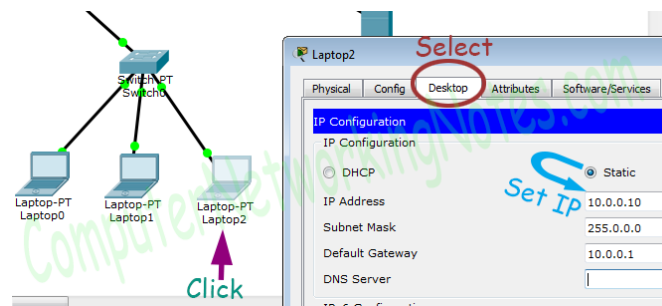 Switch-PT
Switch0
Laptop-PT
Laptop0
Laptop-PT
Laptop1
Laptop-PT
Laptop2
Click
Laptop2
Select
Physical
Config
Desktop
Attributes
Software/Services
IP Configuration
IP Configuration
DHCP
Static
Set IP
IP Address
10.0.0.10
Subnet Mask
255.0.0.0
Default Gateway
10.0.0.1
DNS Server
ComputerNetworkingNotes.com